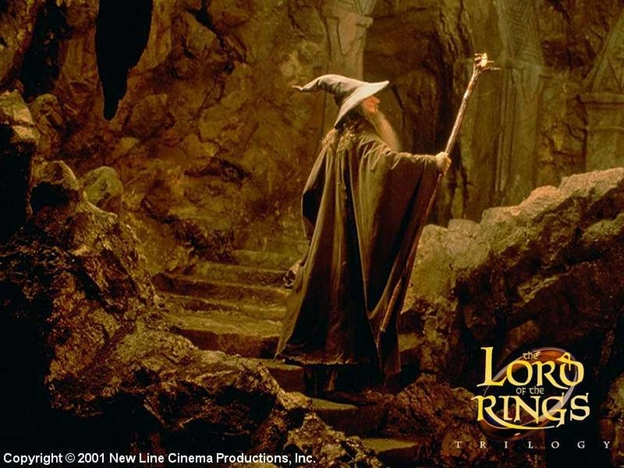 the
LORD
OF THE
RINGS
TRILOGY
Copyright © 2001 New Line Cinema Productions, Inc.